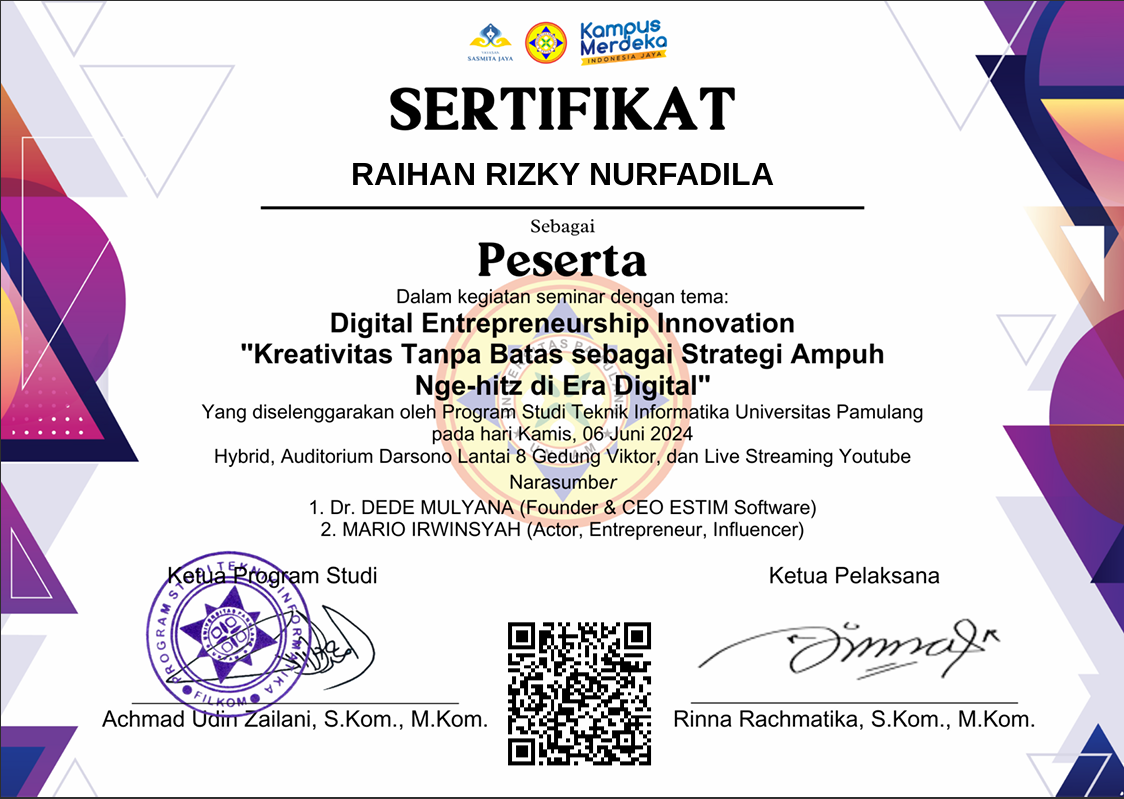 YAYASAN
SASMITA JAYA
Kampus
Merdeka
INDONESIA JAYA
SERTIFIKAT
RAIHAN RIZKY NURFADILA
Sebagai
Peserta
Dalam kegiatan seminar dengan tema:
Digital Entrepreneurship Innovation
"Kreativitas Tanpa Batas sebagai Strategi Ampuh
Nge-hitz di Era Digital"
Yang diselenggarakan oleh Program Studi Teknik Informatika Universitas Pamulang
pada hari Kamis, 06 Juni 2024
Hybrid, Auditorium Darsono Lantai 8 Gedung Viktor, dan Live Streaming Youtube
Narasumber
1. Dr. DEDE MULYANA (Founder & CEO ESTIM Software)
2. MARIO IRWINSYAH (Actor, Entrepreneur, Influencer)
UNIVERSITAS PAMULANG
Ketua Program Studi
PROGRAM STUDI TEKNIK INFORMATIKA
UNIVERSITAS PAMULANG
FILKOM
Achmad Udin Zailani, S.Kom., M.Kom.
Ketua Pelaksana
Rinna Rachmatika, S.Kom., M.Kom.